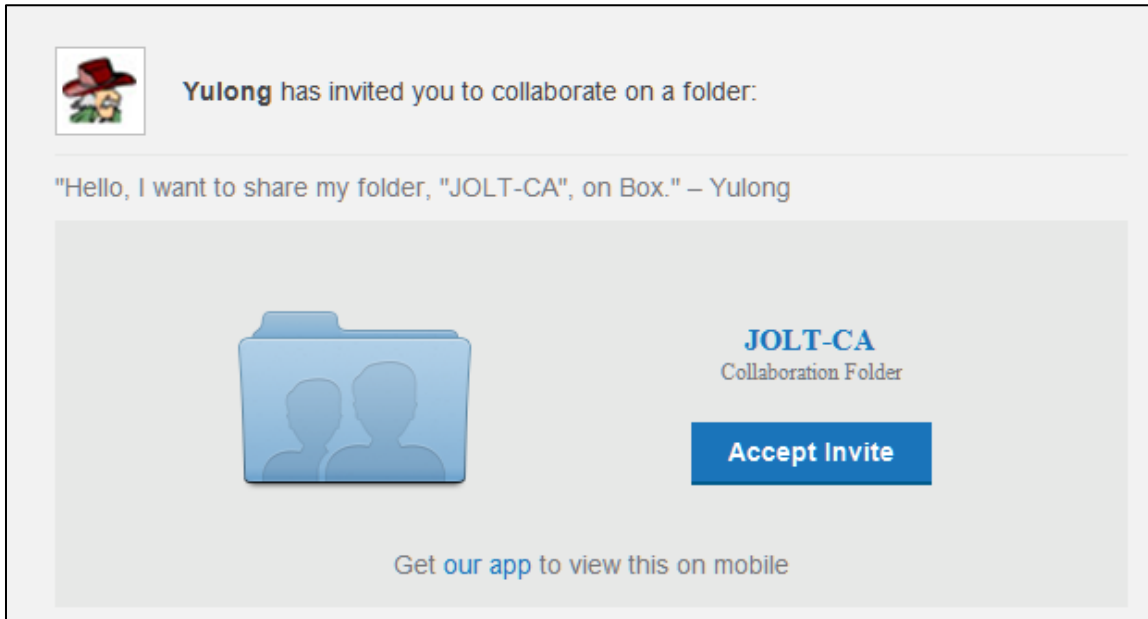 Yulong has invited you to collaborate on a folder:
"Hello, I want to share my folder, "JOLT-CA", on Box." – Yulong
JOLT-CA
Collaboration Folder
Accept Invite
Get our app to view this on mobile